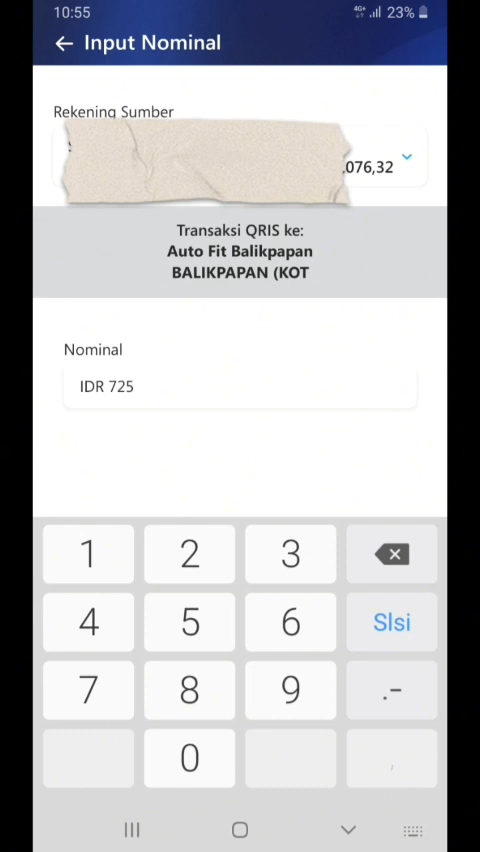 10:55
4G+
23%
Input Nominal
Rekening Sumber
.076,32
Transaksi QRIS ke:
Auto Fit Balikpapan
BALIKPAPAN (KOT
Nominal
IDR 725
1 2 3
4 5 6 Slsi
7 8 9 .-
0 ,